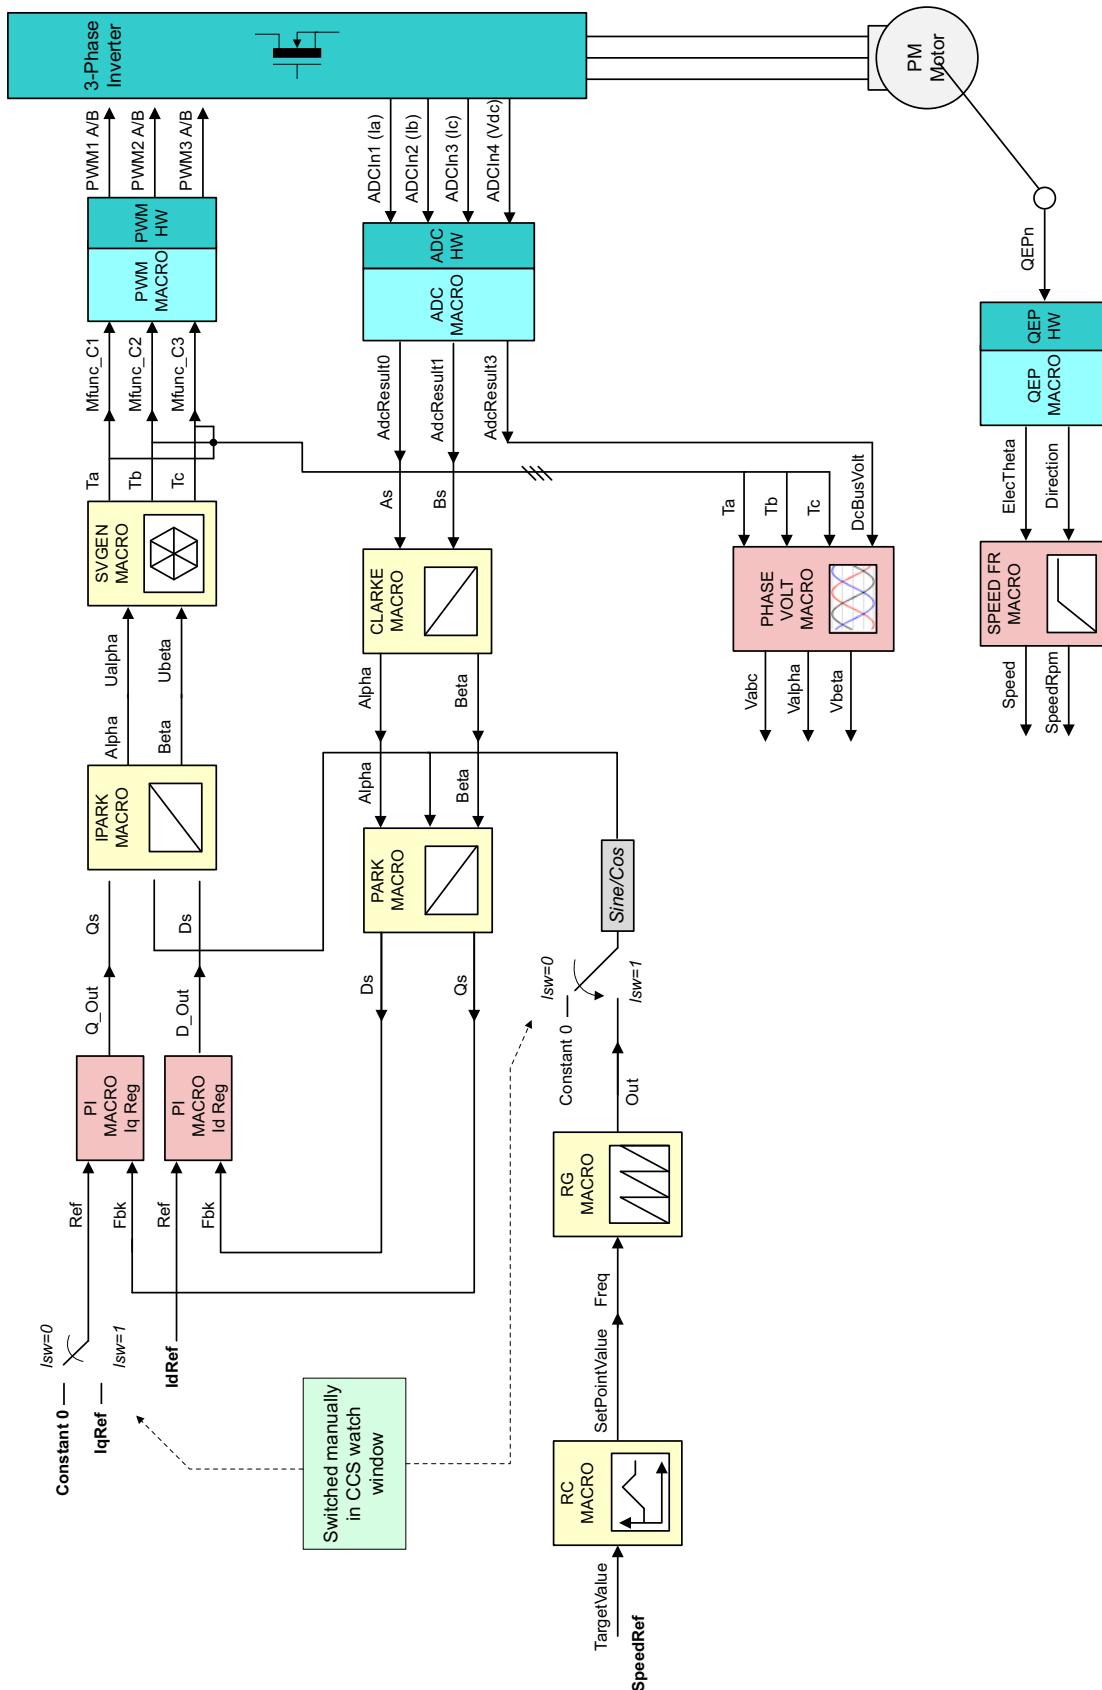 Constant 0
Isw=0
IqRef
Isw=1
Ref
Fbk
PI
MACRO
Iq Reg
Q_Out
Qs
IdRef
Ref
Fbk
PI
MACRO
Id Reg
D_Out
Ds
IPARK
MACRO
Alpha
Ualpha
Beta
Ubeta
SVGEN
MACRO
Ta
Tb
Tc
Mfunc_C1
Mfunc_C2
Mfunc_C3
PWM
MACRO
PWM
HW
PWM1 A/B
PWM2 A/B
PWM3 A/B
3-Phase
Inverter
Switched manually
in CCS watch
window
Ds
Qs
PARK
MACRO
Alpha
Beta
Alpha
Beta
CLARKE
MACRO
As
Bs
AdcResult0
AdcResult1
AdcResult3
ADC
MACRO
ADC
HW
ADCIn1 (Ia)
ADCIn2 (Ib)
ADCIn3 (Ic)
ADCIn4 (Vdc)
TargetValue
SpeedRef
RC
MACRO
SetPointValue
Freq
RG
MACRO
Out
Constant 0
Isw=0
Isw=1
Sine/Cos
Vabc
Valpha
Vbeta
PHASE
VOLT
MACRO
Ta
Tb
Tc
DcBusVolt
PM
Motor
Speed
SpeedRpm
SPEED FR
MACRO
ElecTheta
Direction
QEP
MACRO
QEP
HW
QEPn